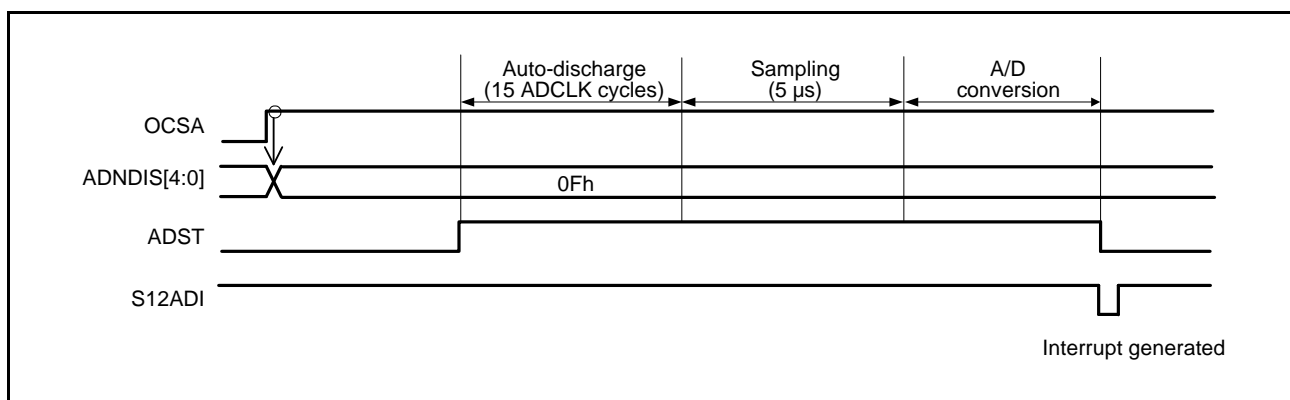 Auto-discharge
(15 ADCLK cycles)
Sampling
(5 µs)
A/D
conversion
OCSA
ADNDIS[4:0]
0Fh
ADST
S12ADI
Interrupt generated